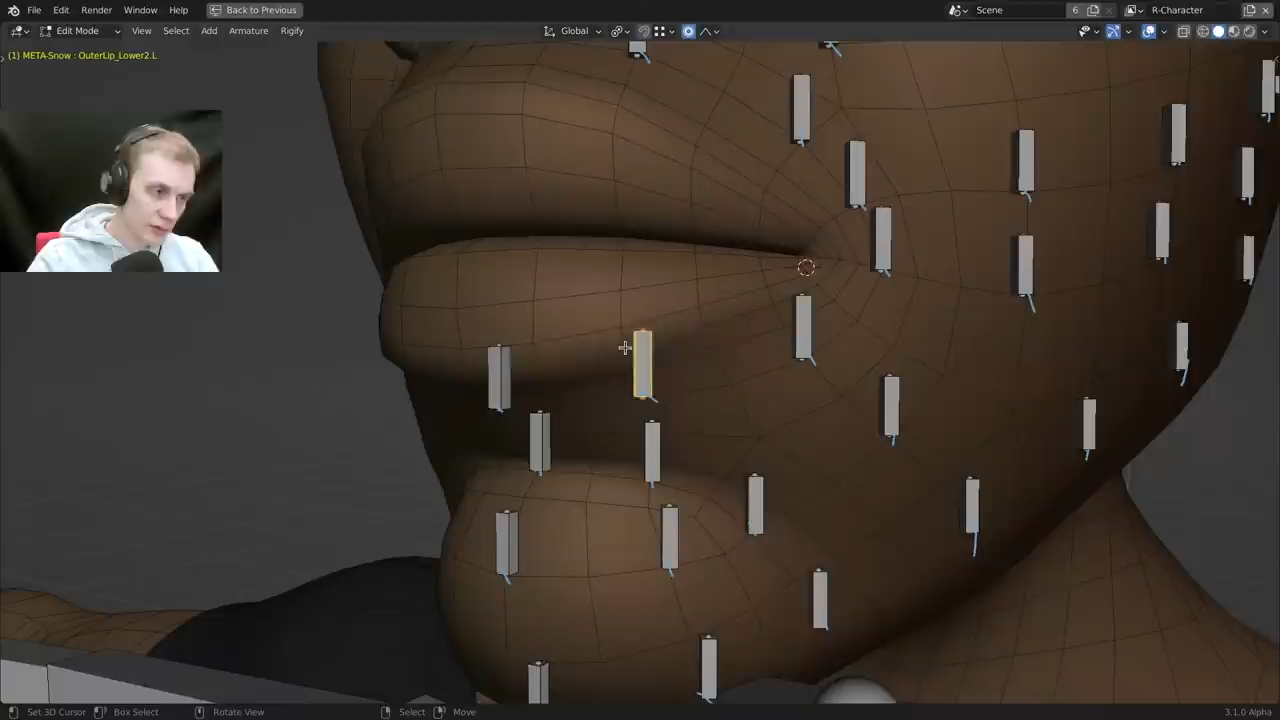 File Edit Render Window Help Back to Previous Scene 6 R-Character
Edit Mode View Select Add Armature Rigify Global
(1) META-Snow : OuterLip_Lower2.L
Set 3D Cursor Box Select Rotate View Select Move 3.1.0 Alpha